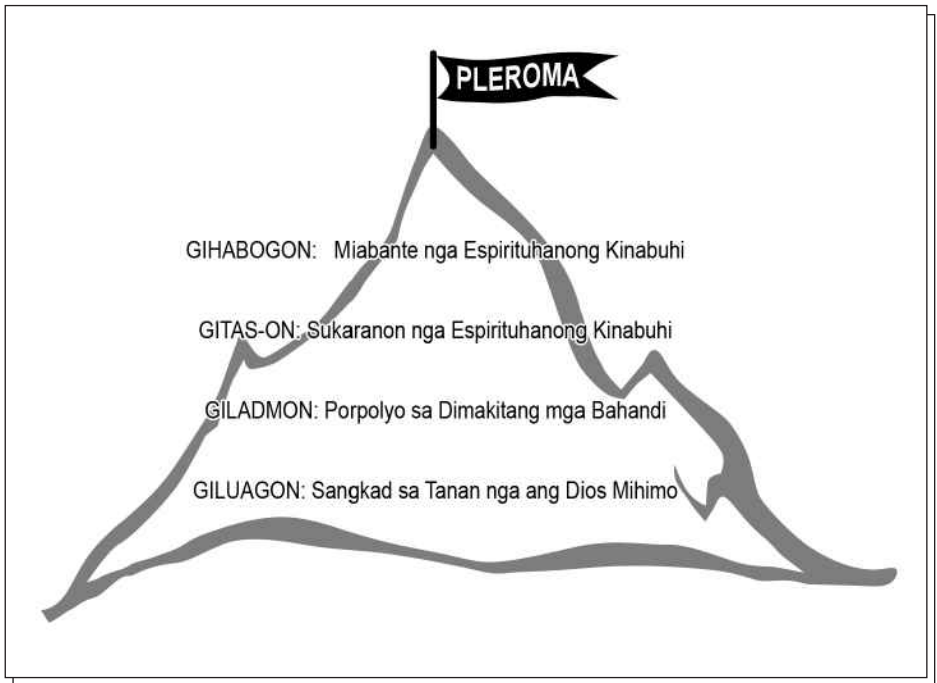 PLEROMA
GIHABOGON: Miabante nga Espirituhanong Kinabuhi
GITAS-ON: Sukaranon nga Espirituhanong Kinabuhi
GILADMON: Porpolyo sa Dimakitang mga Bahandi
GILUAGON: Sangkad sa Tanan nga ang Dios Mihimo